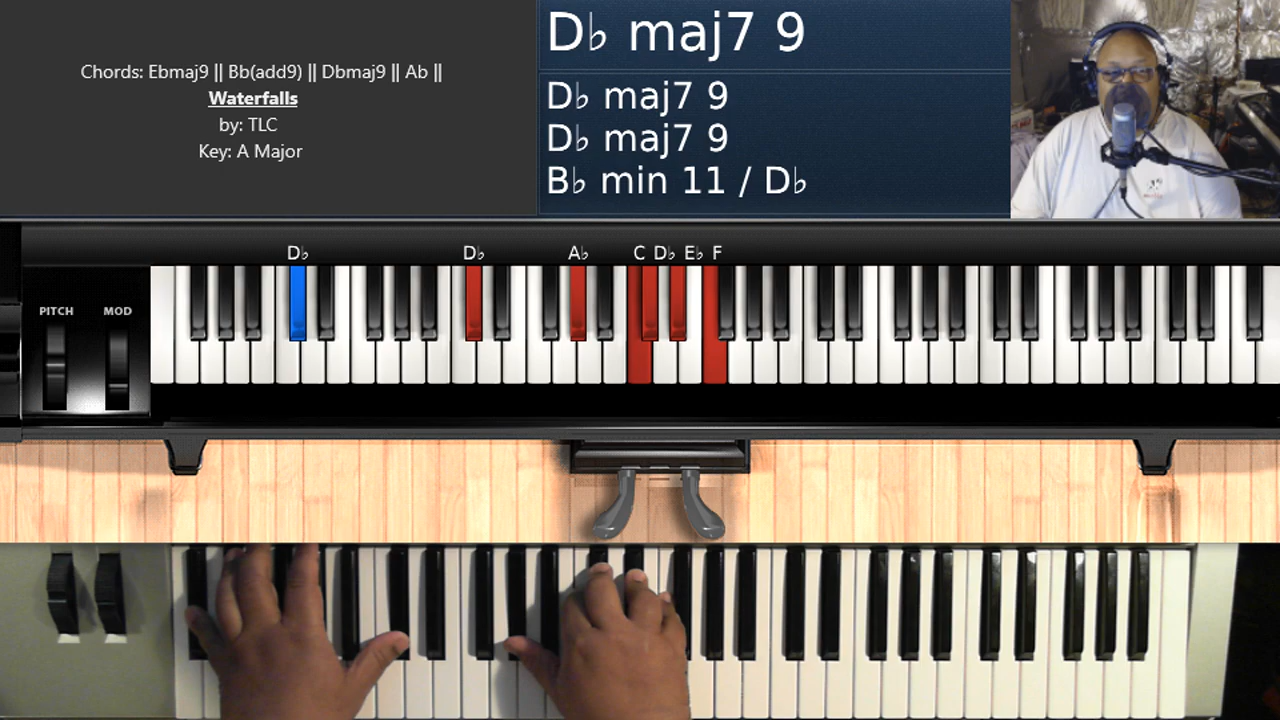 Chords: Ebmaj9 || Bb(add9) || Dbmaj9 || Ab ||
Waterfalls
by: TLC
Key: A Major
D♭ maj7 9
D♭ maj7 9
D♭ maj7 9
B♭ min 11 / D♭
D♭ D♭ A♭ C D♭ E♭ F
PITCH MOD